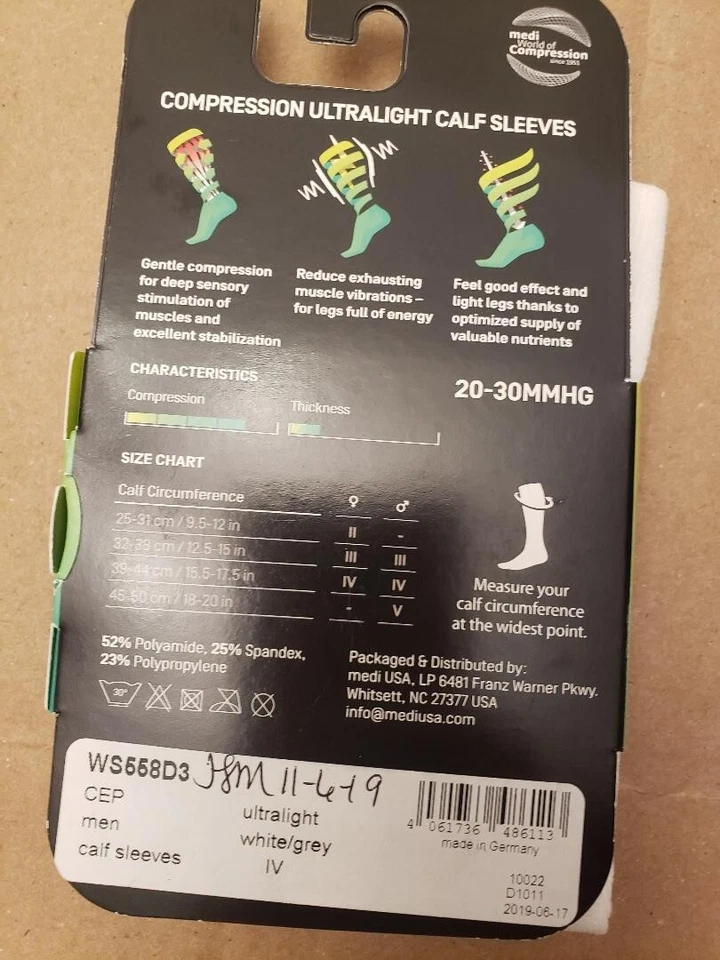 medi
World of
Compression
since 1951
COMPRESSION ULTRALIGHT CALF SLEEVES
Gentle compression
for deep sensory
stimulation of
muscles and
excellent stabilization
Reduce exhausting
muscle vibrations –
for legs full of energy
Feel good effect and
light legs thanks to
optimized supply of
valuable nutrients
CHARACTERISTICS
Compression
Thickness
20-30MMHG
SIZE CHART
Calf Circumference ♀ ♂
25-31 cm / 9.5-12 in II -
32-38 cm / 12.5-15 in III III
39-44 cm / 15.5-17.5 in IV IV
45-50 cm / 18-20 in - V
Measure your
calf circumference
at the widest point.
52% Polyamide, 25% Spandex,
23% Polypropylene
30°
Packaged & Distributed by:
medi USA, LP 6481 Franz Warner Pkwy.
Whitsett, NC 27377 USA
info@mediusa.com
WS558D3
CEP ultralight
men white/grey
calf sleeves IV
4 061736 486113
made in Germany
10022
D1011
2019-06-17